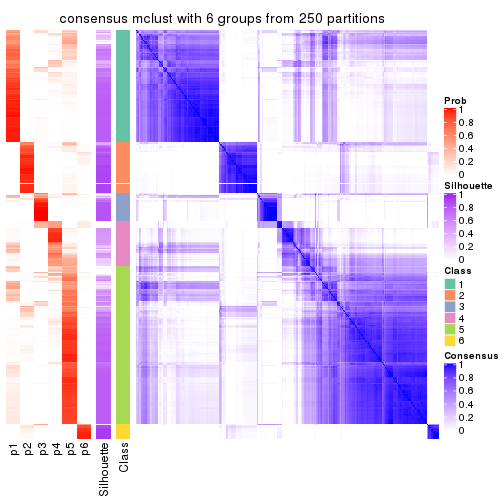 consensus mclust with 6 groups from 250 partitions
Prob
1
0.8
0.6
0.4
0.2
0
Silhouette
1
0.8
0.6
0.4
0.2
0
Class
1
2
3
4
5
6
Consensus
1
0.8
0.6
0.4
0.2
0
p1
p2
p3
p4
p5
p6
Silhouette
Class